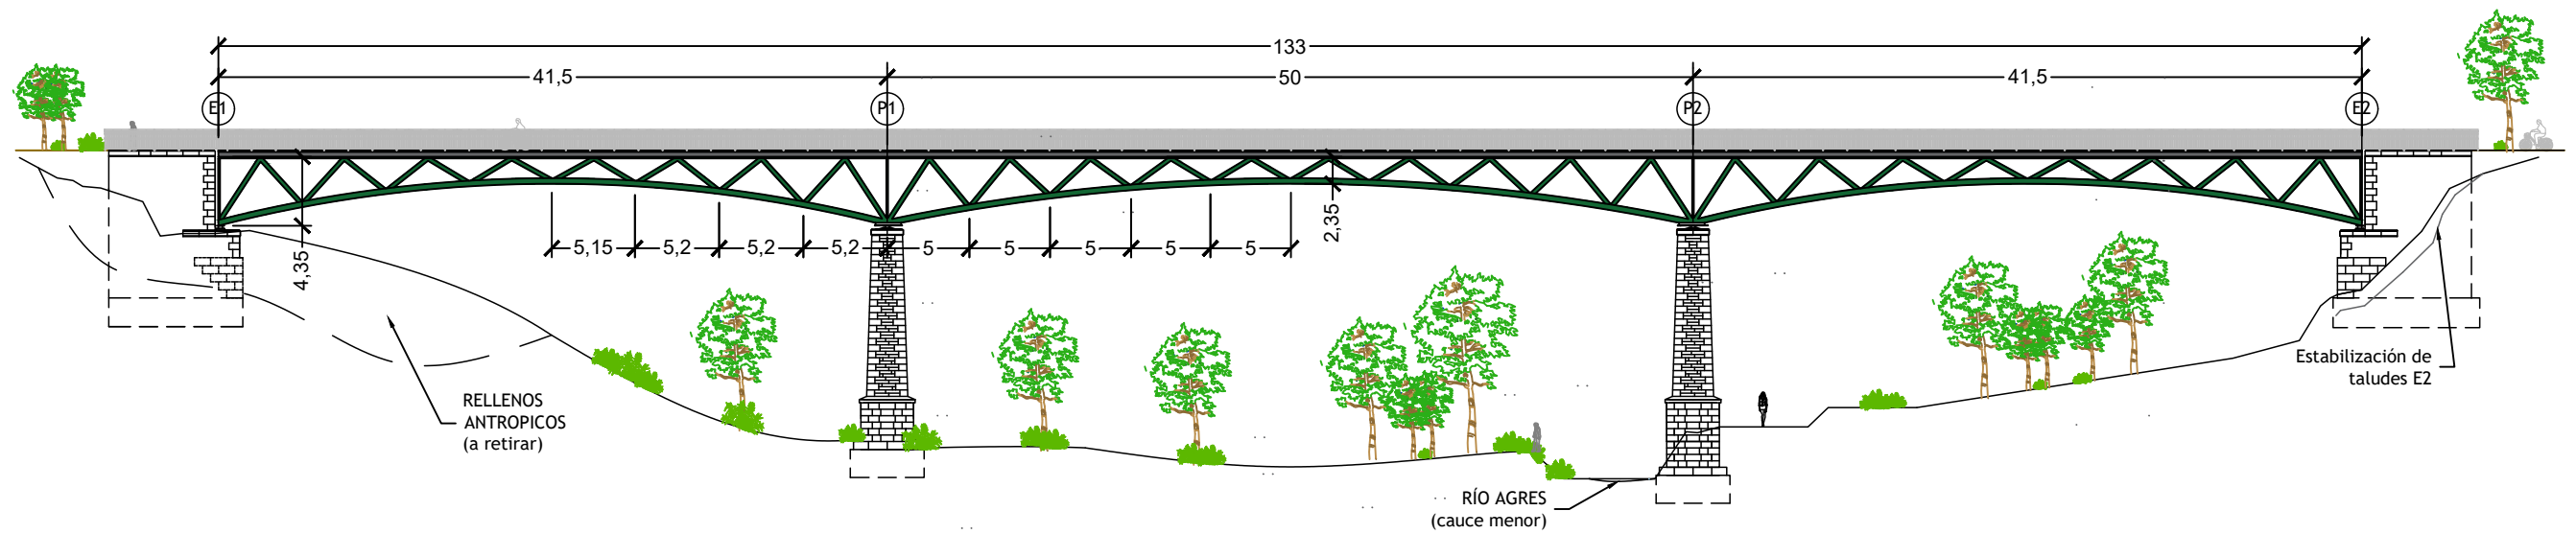 133
41,5
50
41,5
E1
P1
P2
E2
4,35
5,15
5,2
5,2
5,2
5
5
5
5
5
2,35
RELLENOS
ANTROPICOS
(a retirar)
RÍO AGRES
(cauce menor)
Estabilización de
taludes E2